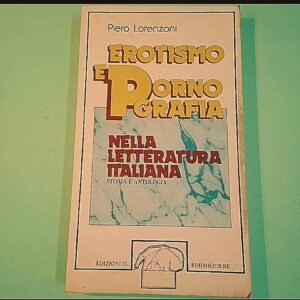 Piero Lorenzoni
EROTISMO
E PORNO
GRAFIA
NELLA
LETTERATURA
ITALIANA
STORIA E ANTOLOGIA
EDIZIONI IL FORMICHIERE